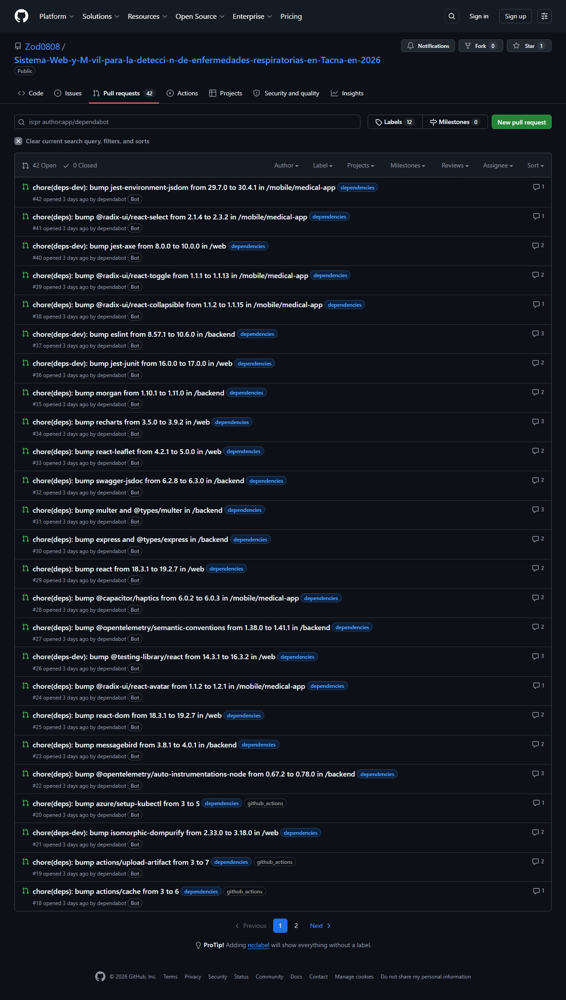 Platform Solutions Resources Open Source Enterprise Pricing Sign in Sign up
Zod0808 / Notifications Fork 0 Star 1
Sistema-Web-y-M-vil-para-la-detecci-n-de-enfermedades-respiratorias-en-Tacna-en-2026
Public
Code Issues Pull requests 42 Actions Projects Security and quality Insights
is:pr author:app/dependabot Labels 12 Milestones 0 New pull request
Clear current search query, filters, and sorts
42 Open 0 Closed Author Label Projects Milestones Reviews Assignee Sort
chore(deps-dev): bump jest-environment-jsdom from 29.7.0 to 30.4.1 in /mobile/medical-app dependencies 1
#42 opened 3 days ago by dependabot Bot
chore(deps): bump @radix-ui/react-select from 2.1.4 to 2.3.2 in /mobile/medical-app dependencies 1
#41 opened 3 days ago by dependabot Bot
chore(deps-dev): bump jest-axe from 8.0.0 to 10.0.0 in /web dependencies 2
#40 opened 3 days ago by dependabot Bot
chore(deps): bump @radix-ui/react-toggle from 1.1.1 to 1.1.13 in /mobile/medical-app dependencies 2
#39 opened 3 days ago by dependabot Bot
chore(deps): bump @radix-ui/react-collapsible from 1.1.2 to 1.1.15 in /mobile/medical-app dependencies 1
#38 opened 3 days ago by dependabot Bot
chore(deps-dev): bump eslint from 8.57.1 to 10.6.0 in /backend dependencies 3
#37 opened 3 days ago by dependabot Bot
chore(deps-dev): bump jest-junit from 16.0.0 to 17.0.0 in /web dependencies 2
#36 opened 3 days ago by dependabot Bot
chore(deps): bump morgan from 1.10.1 to 1.11.0 in /backend dependencies 2
#35 opened 3 days ago by dependabot Bot
chore(deps): bump recharts from 3.5.0 to 3.9.2 in /web dependencies 3
#34 opened 3 days ago by dependabot Bot
chore(deps): bump react-leaflet from 4.2.1 to 5.0.0 in /web dependencies 2
#33 opened 3 days ago by dependabot Bot
chore(deps): bump swagger-jsdoc from 6.2.8 to 6.3.0 in /backend dependencies 2
#32 opened 3 days ago by dependabot Bot
chore(deps): bump multer and @types/multer in /backend dependencies 3
#31 opened 3 days ago by dependabot Bot
chore(deps): bump express and @types/express in /backend dependencies 2
#30 opened 3 days ago by dependabot Bot
chore(deps): bump react from 18.3.1 to 19.2.7 in /web dependencies 2
#29 opened 3 days ago by dependabot Bot
chore(deps): bump @capacitor/haptics from 6.0.2 to 6.0.3 in /mobile/medical-app dependencies 2
#28 opened 3 days ago by dependabot Bot
chore(deps): bump @opentelemetry/semantic-conventions from 1.38.0 to 1.41.1 in /backend dependencies 2
#27 opened 3 days ago by dependabot Bot
chore(deps-dev): bump @testing-library/react from 14.3.1 to 16.3.2 in /web dependencies 3
#26 opened 3 days ago by dependabot Bot
chore(deps): bump @radix-ui/react-avatar from 1.1.2 to 1.2.1 in /mobile/medical-app dependencies 1
#24 opened 3 days ago by dependabot Bot
chore(deps): bump react-dom from 18.3.1 to 19.2.7 in /web dependencies 2
#25 opened 3 days ago by dependabot Bot
chore(deps): bump messagebird from 3.8.1 to 4.0.1 in /backend dependencies 2
#23 opened 3 days ago by dependabot Bot
chore(deps): bump @opentelemetry/auto-instrumentations-node from 0.67.2 to 0.78.0 in /backend dependencies 3
#22 opened 3 days ago by dependabot Bot
chore(deps): bump azure/setup-kubectl from 3 to 5 dependencies github_actions 1
#20 opened 3 days ago by dependabot Bot
chore(deps-dev): bump isomorphic-dompurify from 2.33.0 to 3.18.0 in /web dependencies 2
#21 opened 3 days ago by dependabot Bot
chore(deps): bump actions/upload-artifact from 3 to 7 dependencies github_actions 2
#19 opened 3 days ago by dependabot Bot
chore(deps): bump actions/cache from 3 to 6 dependencies github_actions 1
#18 opened 3 days ago by dependabot Bot
Previous 1 2 Next
ProTip! Adding no:label will show everything without a label.
© 2026 GitHub, Inc. Terms Privacy Security Status Community Docs Contact Manage cookies Do not share my personal information